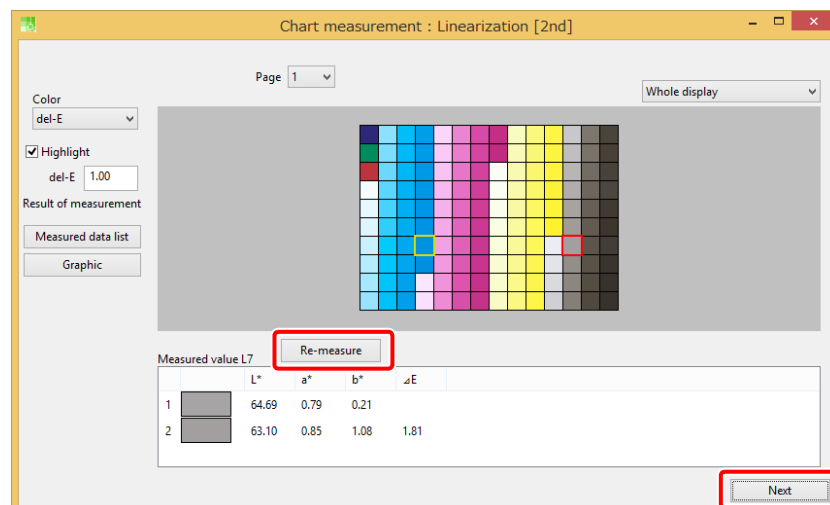 Chart measurement : Linearization [2nd]
Page 1
Whole display
Color
del-E
Highlight
del-E 1.00
Result of measurement
Measured data list
Graphic
Measured value L7
Re-measure
L* a* b* ⊿E
1 64.69 0.79 0.21
2 63.10 0.85 1.08 1.81
Next